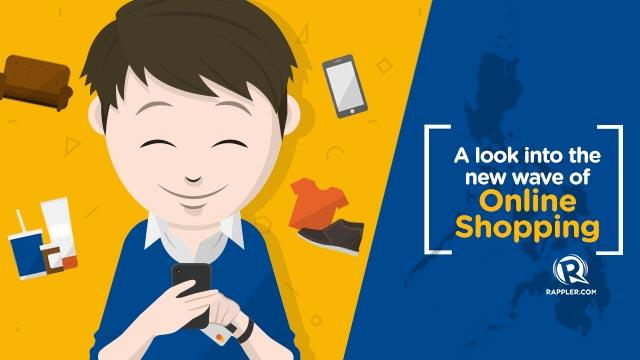 A look into the
new wave of
Online
Shopping
R
RAPPLER.COM